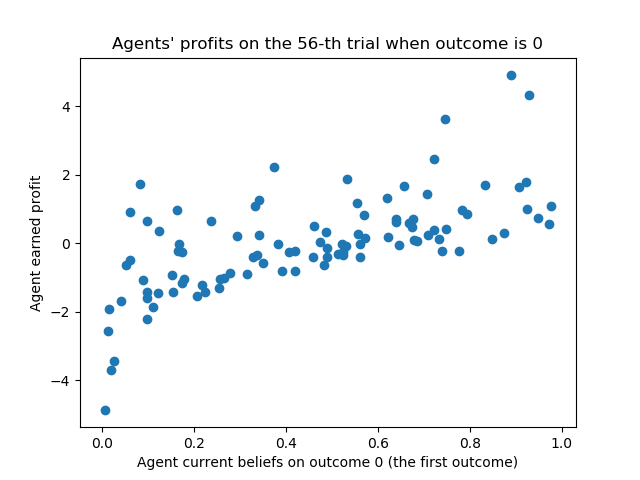 Agents' profits on the 56-th trial when outcome is 0
Agent earned profit
4
2
0
−2
−4
0.0 0.2 0.4 0.6 0.8 1.0
Agent current beliefs on outcome 0 (the first outcome)